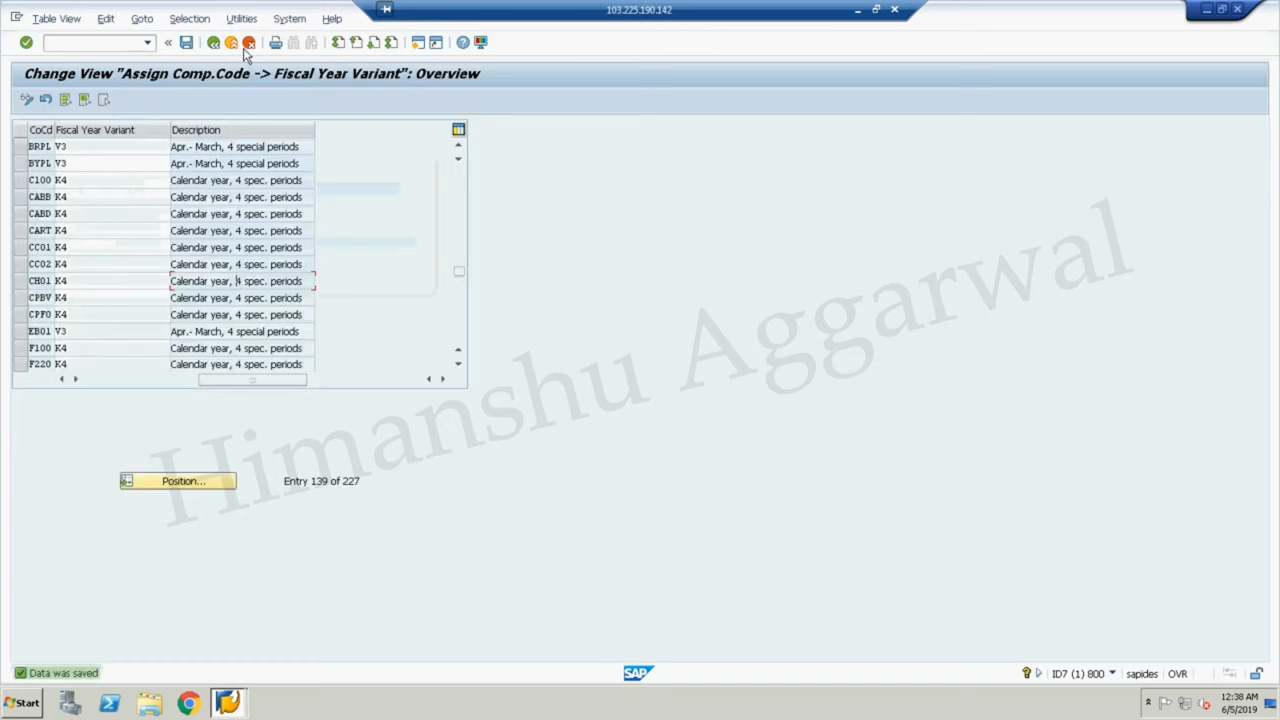 103.225.190.142
Table View Edit Goto Selection Utilities System Help
Change View "Assign Comp.Code -> Fiscal Year Variant": Overview
CoCd Fiscal Year Variant Description
BRPL V3 Apr.- March, 4 special periods
BYPL V3 Apr.- March, 4 special periods
C100 K4 Calendar year, 4 spec. periods
CABB K4 Calendar year, 4 spec. periods
CABD K4 Calendar year, 4 spec. periods
CART K4 Calendar year, 4 spec. periods
CC01 K4 Calendar year, 4 spec. periods
CC02 K4 Calendar year, 4 spec. periods
CH01 K4 Calendar year, 4 spec. periods
CPBV K4 Calendar year, 4 spec. periods
CPF0 K4 Calendar year, 4 spec. periods
EB01 V3 Apr.- March, 4 special periods
F100 K4 Calendar year, 4 spec. periods
F220 K4 Calendar year, 4 spec. periods
Himanshu Aggarwal
Position... Entry 139 of 227
Data was saved SAP ID7 (1) 800 sapides OVR
Start 12:38 AM
6/5/2019